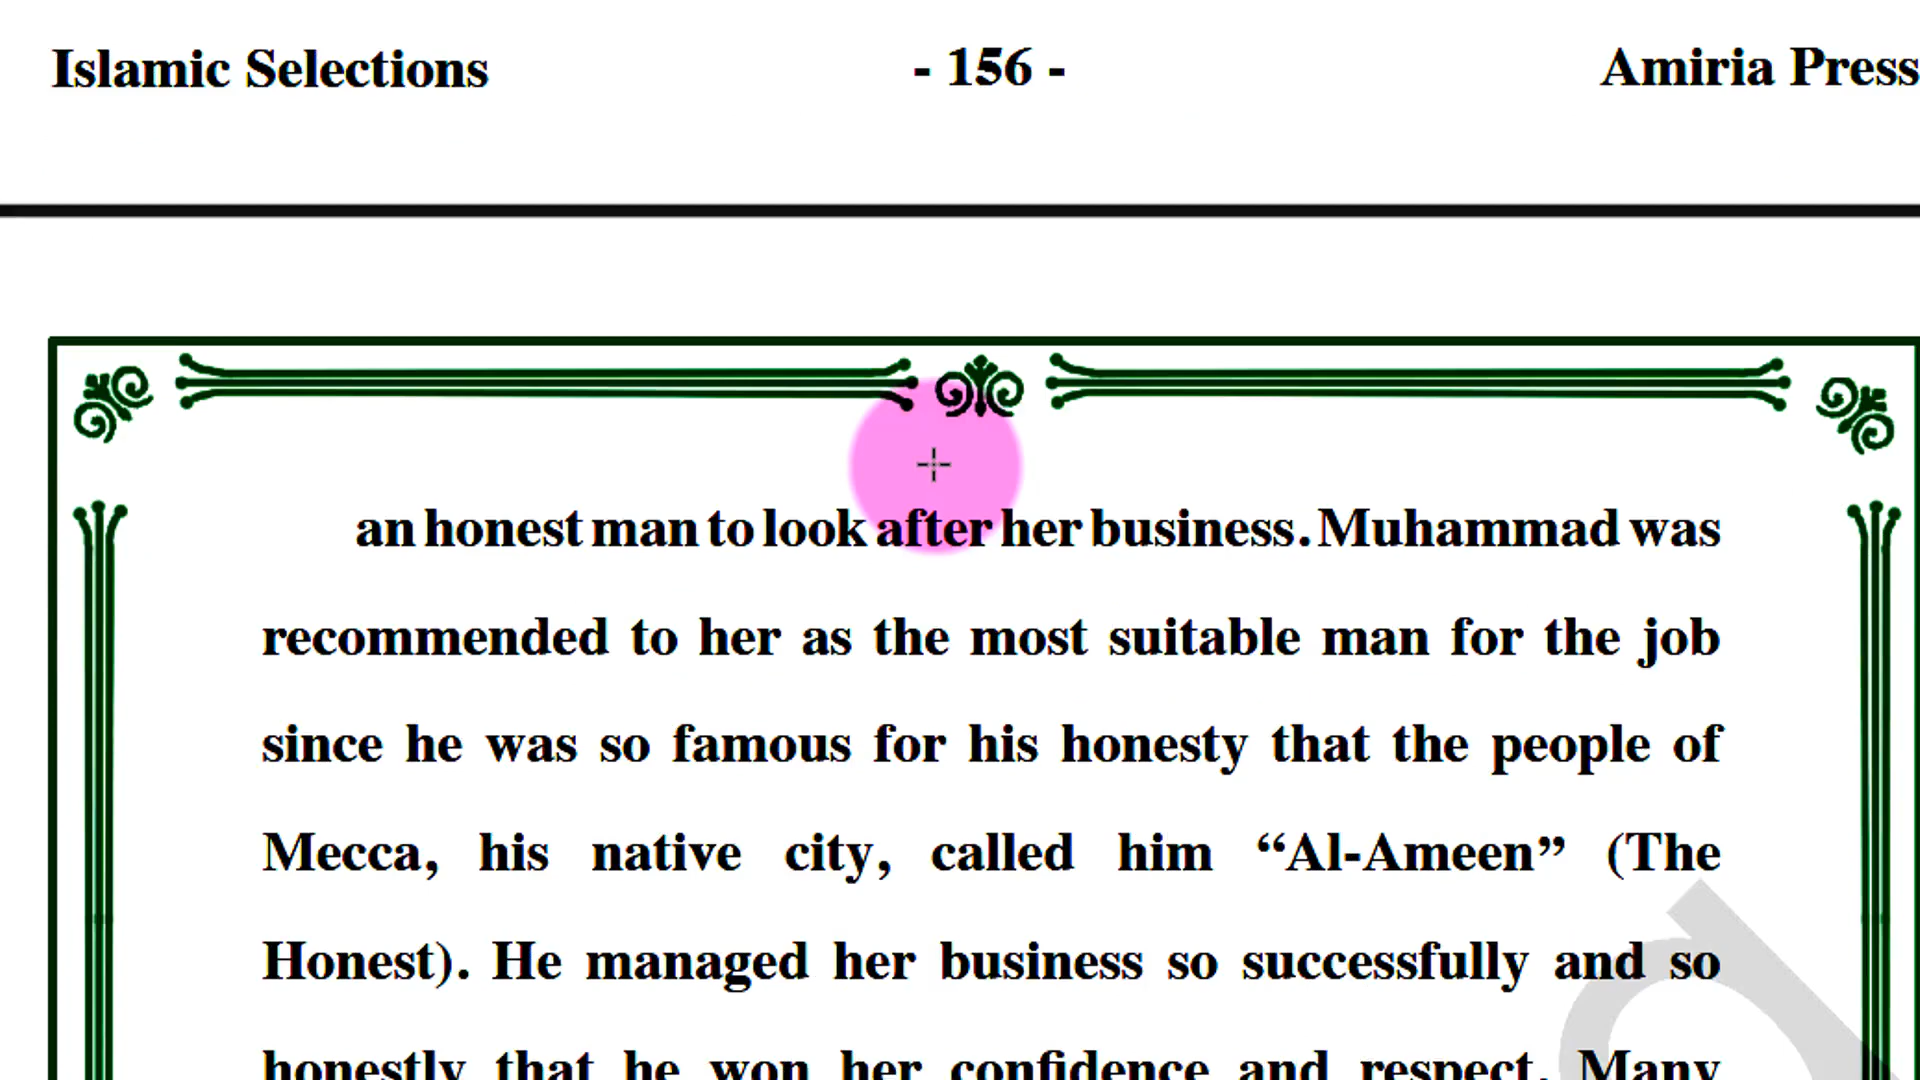 Islamic Selections - 156 - Amiria Press
an honest man to look after her business. Muhammad was
recommended to her as the most suitable man for the job
since he was so famous for his honesty that the people of
Mecca, his native city, called him “Al-Ameen” (The
Honest). He managed her business so successfully and so
honestly that he won her confidence and respect. Many